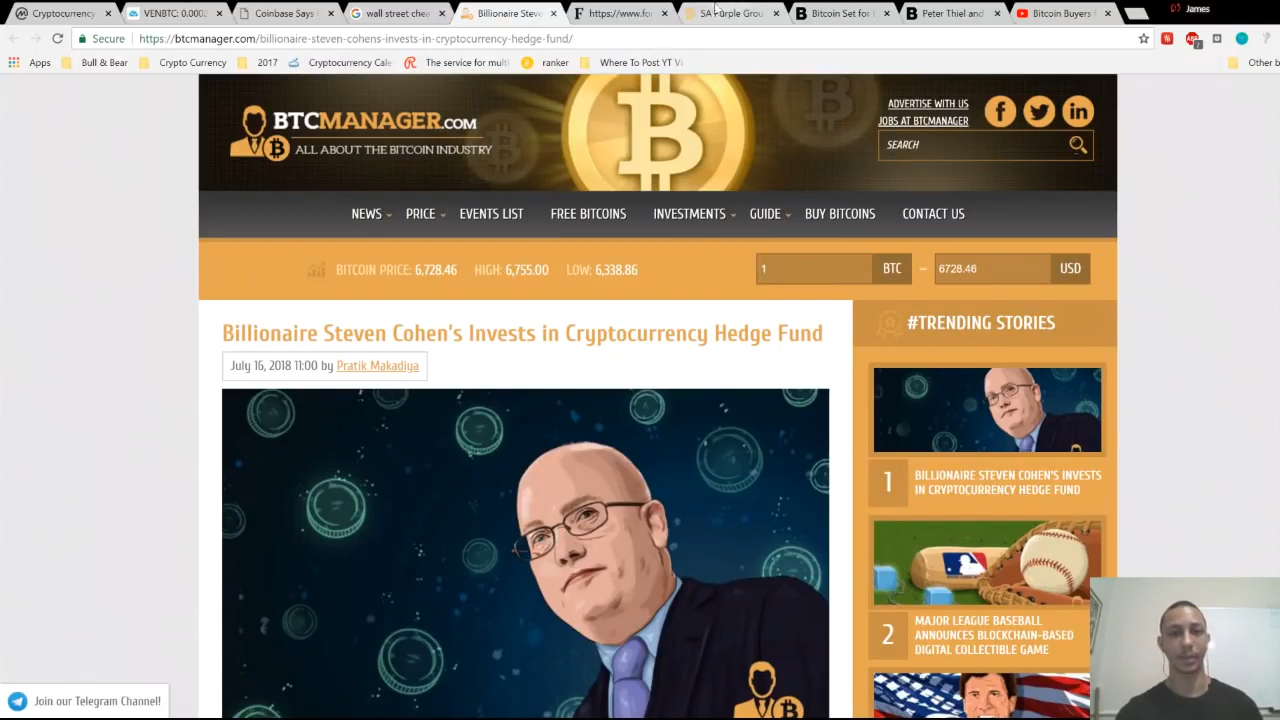 Cryptocurrency
VENBTC: 0.0002
Coinbase Says
wall street chea
Billionaire Steve
https://www.fo
SA Purple Grou
Bitcoin Set for
Peter Thiel and
Bitcoin Buyers
James
Secure
https://btcmanager.com/billionaire-steven-cohens-invests-in-cryptocurrency-hedge-fund/
Apps
Bull & Bear
Crypto Currency
2017
Cryptocurrency Cale
The service for mult
ranker
Where To Post YT Vi
Other b
BTCMANAGER.COM
ALL ABOUT THE BITCOIN INDUSTRY
ADVERTISE WITH US
JOBS AT BTCMANAGER
SEARCH
NEWS PRICE EVENTS LIST FREE BITCOINS INVESTMENTS GUIDE BUY BITCOINS CONTACT US
BITCOIN PRICE: 6,728.46 HIGH: 6,755.00 LOW: 6,338.86
1 BTC – 6728.46 USD
Billionaire Steven Cohen's Invests in Cryptocurrency Hedge Fund
July 16, 2018 11:00 by Pratik Makadiya
#TRENDING STORIES
1
BILLIONAIRE STEVEN COHEN'S INVESTS
IN CRYPTOCURRENCY HEDGE FUND
2
MAJOR LEAGUE BASEBALL
ANNOUNCES BLOCKCHAIN-BASED
DIGITAL COLLECTIBLE GAME
Join our Telegram Channel!